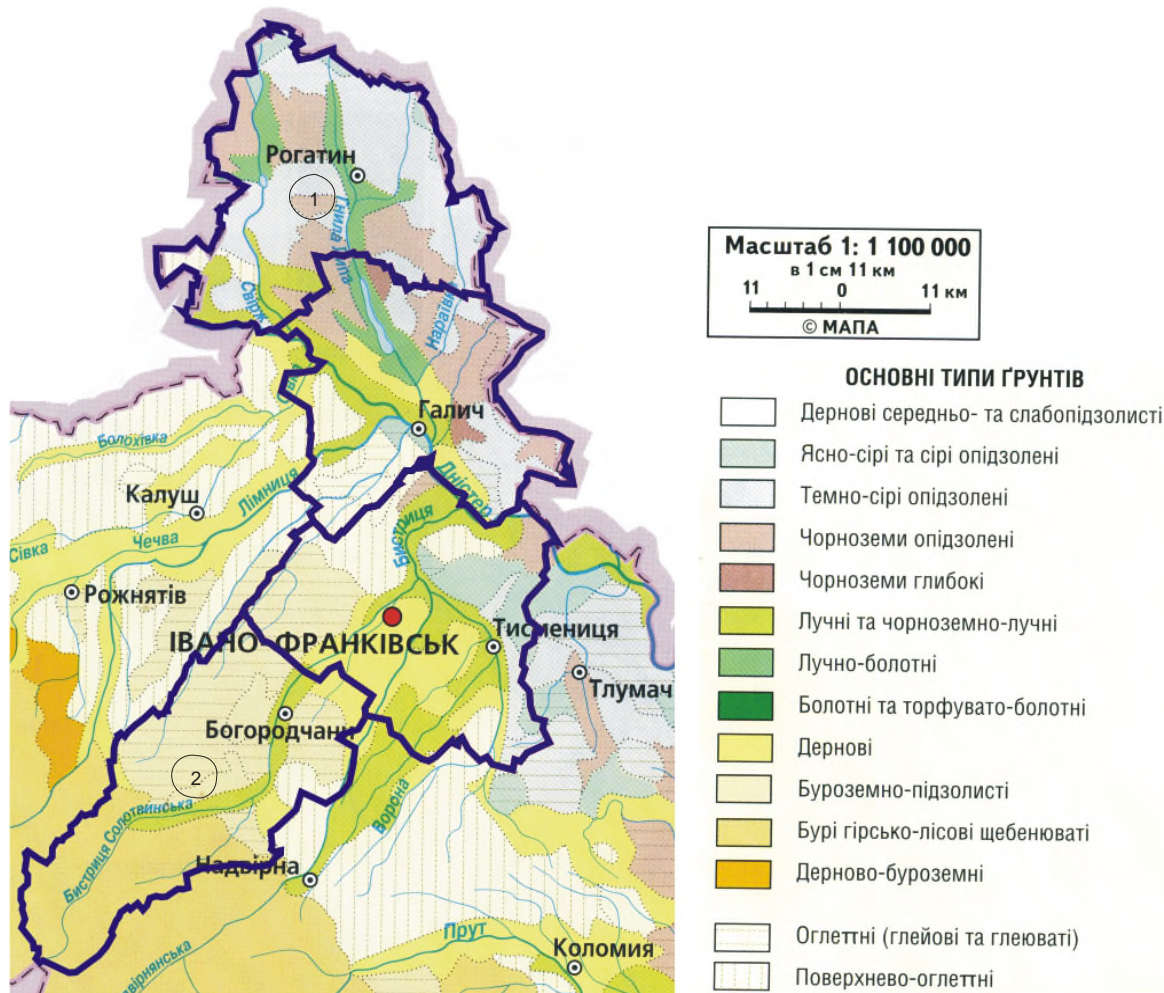 Рогатин
1
Гнила Липа
Свірж
Нараївка
Сівка
Галич
Болохівка
Дністер
Калуш
Лімниця
Бистриця
Сівка
Чечва
Рожнятів
ІВАНО-ФРАНКІВСЬК
Тисмениця
Тлумач
Богородчани
2
Бистриця Солотвинська
Ворона
Надвірна
Прут
Коломия
Масштаб 1: 1 100 000
в 1 см 11 км
11 0 11 км
© МАПА
ОСНОВНІ ТИПИ ҐРУНТІВ
Дернові середньо- та слабопідзолисті
Ясно-сірі та сірі опідзолені
Темно-сірі опідзолені
Чорноземи опідзолені
Чорноземи глибокі
Лучні та чорноземно-лучні
Лучно-болотні
Болотні та торфувато-болотні
Дернові
Буроземно-підзолисті
Бурі гірсько-лісові щебенюваті
Дерново-буроземні
Оглеттні (глейові та глеюваті)
Поверхнево-оглеттні